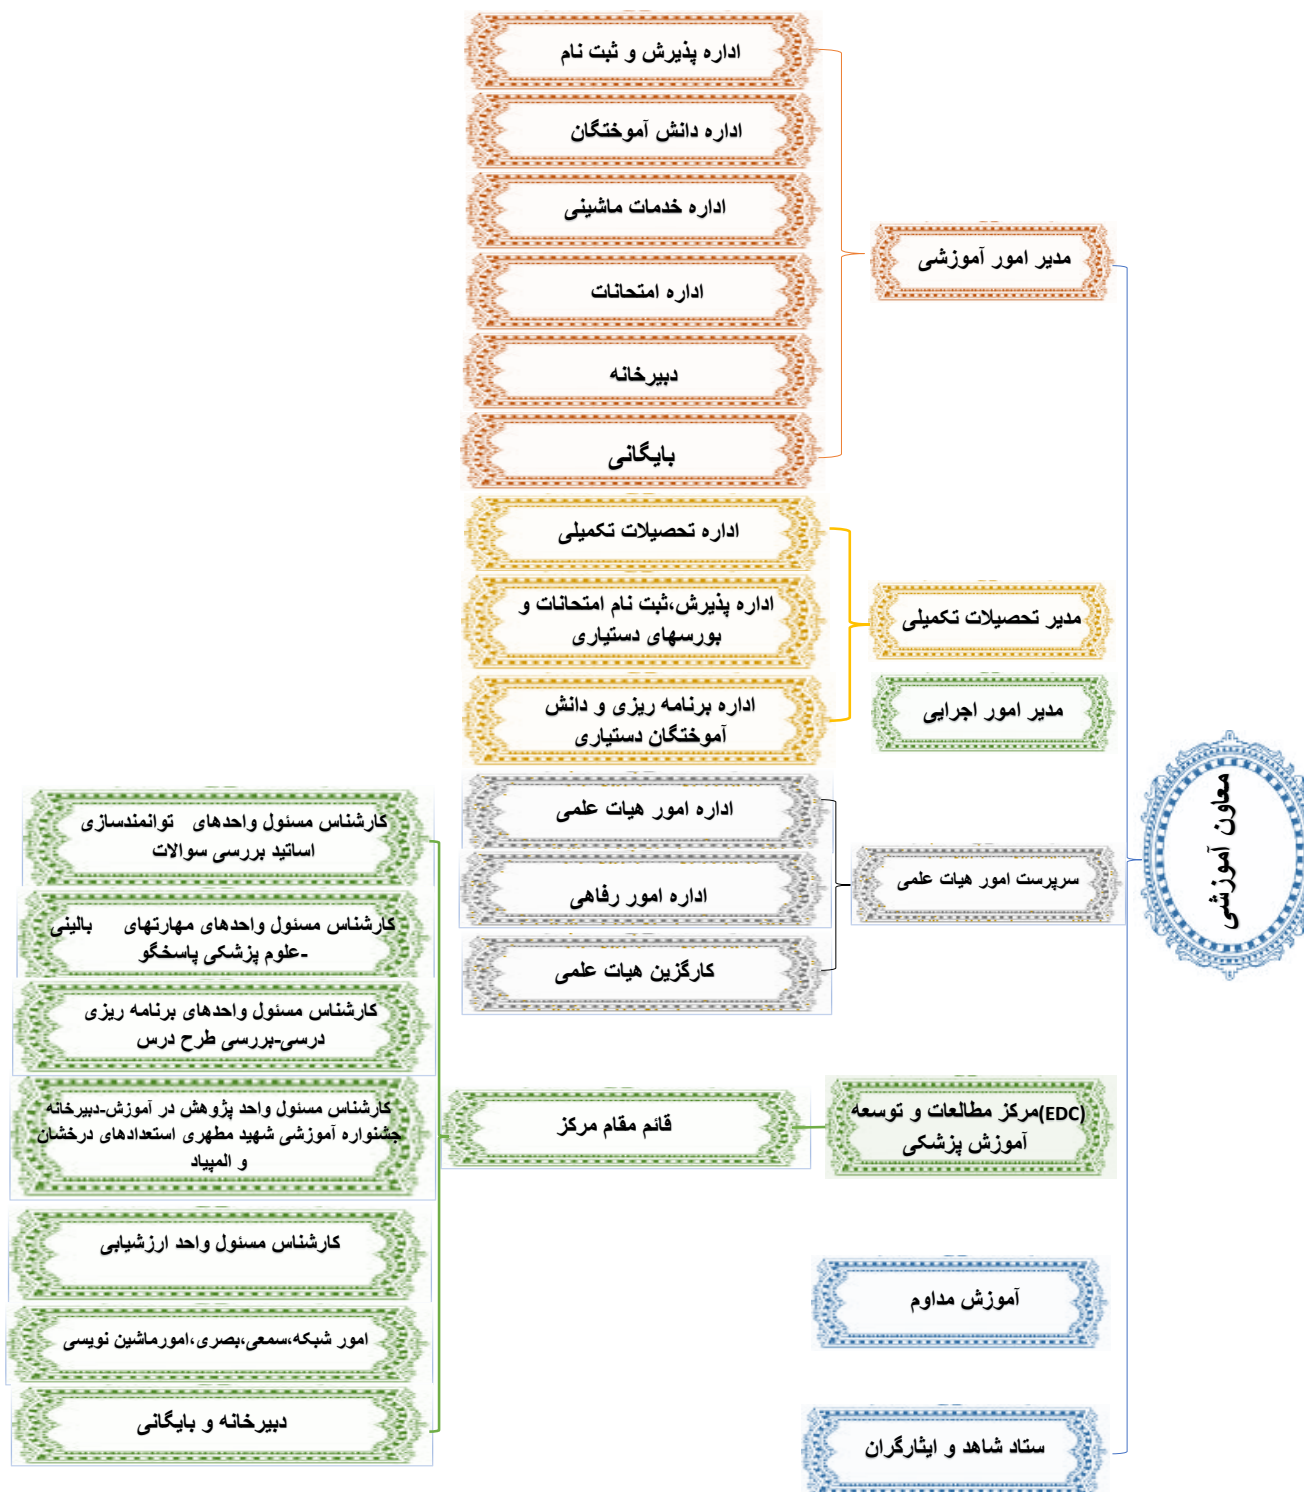 معاون آموزشی
مدیر امور آموزشی
اداره پذیرش و ثبت نام
اداره دانش آموختگان
اداره خدمات ماشینی
اداره امتحانات
دبیرخانه
بایگانی
مدیر تحصیلات تکمیلی
اداره تحصیلات تکمیلی
اداره پذیرش،ثبت نام امتحانات و
بورسهای دستیاری
اداره برنامه ریزی و دانش
آموختگان دستیاری
مدیر امور اجرایی
سرپرست امور هیات علمی
اداره امور هیات علمی
اداره امور رفاهی
کارگزین هیات علمی
(EDC)مرکز مطالعات و توسعه
آموزش پزشکی
قائم مقام مرکز
کارشناس مسئول واحدهای توانمندسازی
اساتید بررسی سوالات
کارشناس مسئول واحدهای مهارتهای بالینی
-علوم پزشکی پاسخگو
کارشناس مسئول واحدهای برنامه ریزی
درسی-بررسی طرح درس
کارشناس مسئول واحد پژوهش در آموزش-دبیرخانه
جشنواره آموزشی شهید مطهری استعدادهای درخشان
و المپیاد
کارشناس مسئول واحد ارزشیابی
امور شبکه،سمعی،بصری،امورماشین نویسی
دبیرخانه و بایگانی
آموزش مداوم
ستاد شاهد و ایثارگران